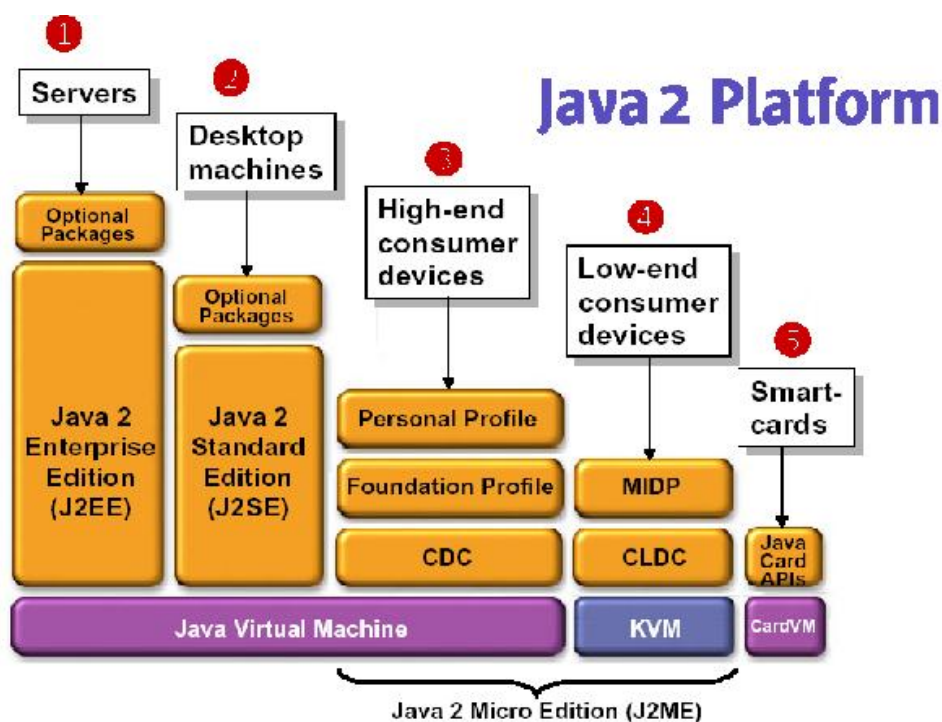 1
Servers
2
Java 2 Platform
Desktop
machines
3
High-end
consumer
devices
4
Low-end
consumer
devices
5
Smart-
cards
Optional
Packages
Optional
Packages
Java 2
Enterprise
Edition
(J2EE)
Java 2
Standard
Edition
(J2SE)
Personal Profile
Foundation Profile
CDC
MIDP
CLDC
Java
Card
APIs
Java Virtual Machine
KVM
CardVM
Java 2 Micro Edition (J2ME)